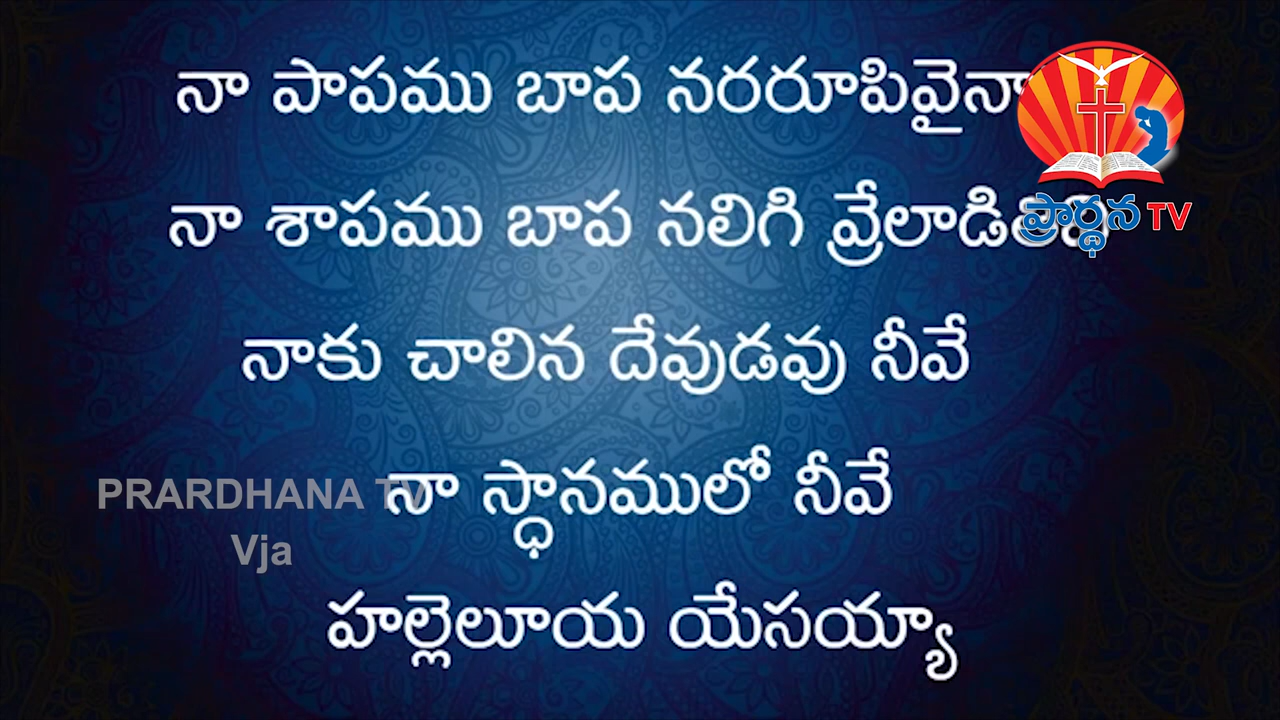 నా పాపము బాప నరరూపివైనా
నా శాపము బాప నలిగి
ప్రార్థన TV
నాకు చాలిన దేవుడవు నీవే
నా స్ధానములో నీవే
PRARDHANA TV
Vja
హల్లెలూయ యేసయ్యా